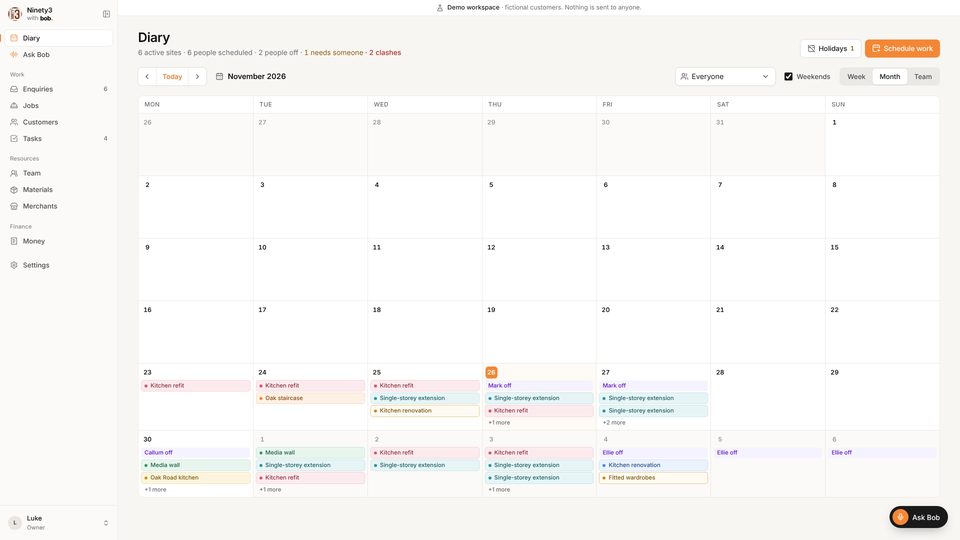 Ninety3
with bob.
Diary
Ask Bob
Work
Enquiries 6
Jobs
Customers
Tasks 4
Resources
Team
Materials
Merchants
Finance
Money
Settings
L
Luke
Owner
Demo workspace · fictional customers. Nothing is sent to anyone.
Diary
6 active sites · 6 people scheduled · 2 people off · 1 needs someone · 2 clashes
Holidays 1
Schedule work
Today
November 2026
Everyone
Weekends
Week Month Team
MON TUE WED THU FRI SAT SUN
26 27 28 29 30 31 1
2 3 4 5 6 7 8
9 10 11 12 13 14 15
16 17 18 19 20 21 22
23 24 25 26 27 28 29
Kitchen refit Kitchen refit Kitchen refit Mark off Mark off
Oak staircase Single-storey extension Single-storey extension Single-storey extension
Kitchen renovation Kitchen refit Single-storey extension
+1 more +2 more
30 1 2 3 4 5 6
Callum off Media wall Kitchen refit Kitchen refit Ellie off Ellie off Ellie off
Media wall Single-storey extension Single-storey extension Single-storey extension Kitchen renovation
Oak Road kitchen Kitchen refit Single-storey extension Fitted wardrobes
+1 more +1 more +1 more
Ask Bob